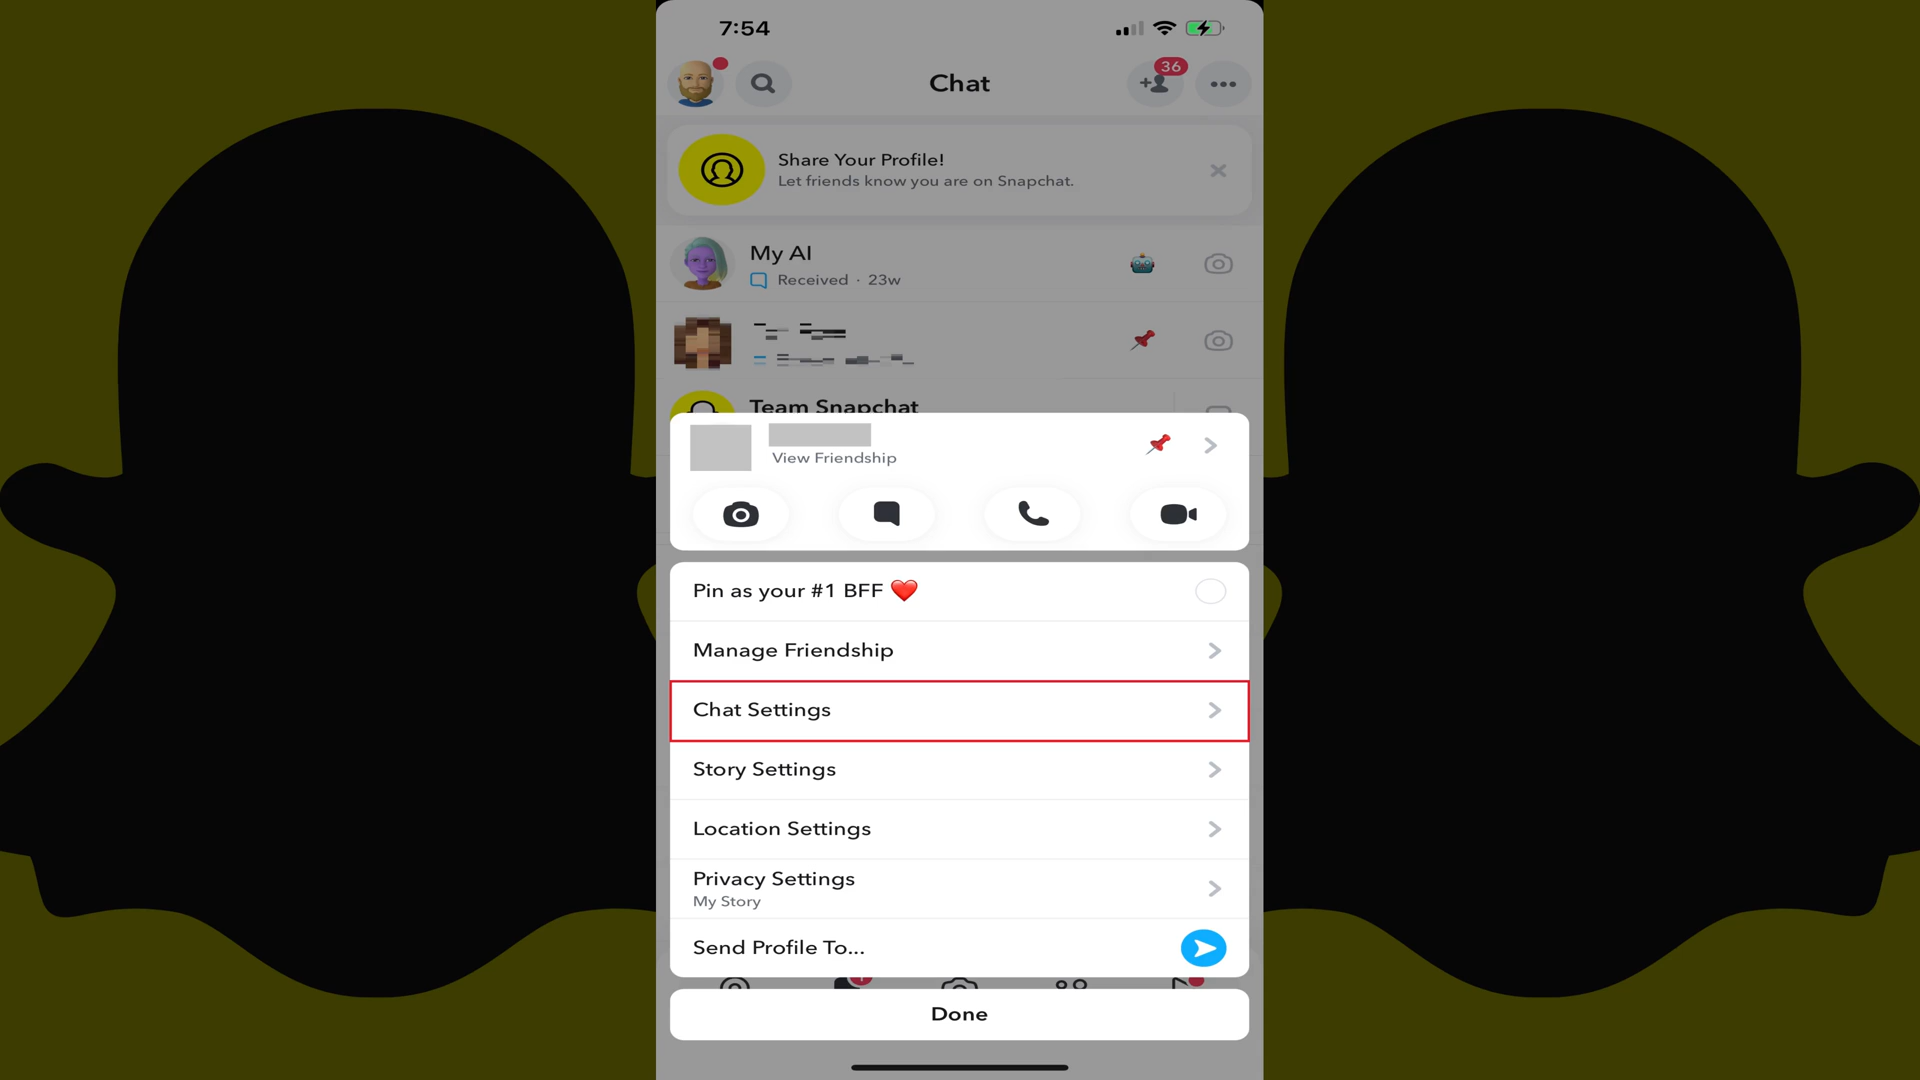 7:54
Chat
36
Share Your Profile!
Let friends know you are on Snapchat.
My AI
Received · 23w
Team Snapchat
View Friendship
Pin as your #1 BFF ❤️
Manage Friendship
Chat Settings
Story Settings
Location Settings
Privacy Settings
My Story
Send Profile To...
Done